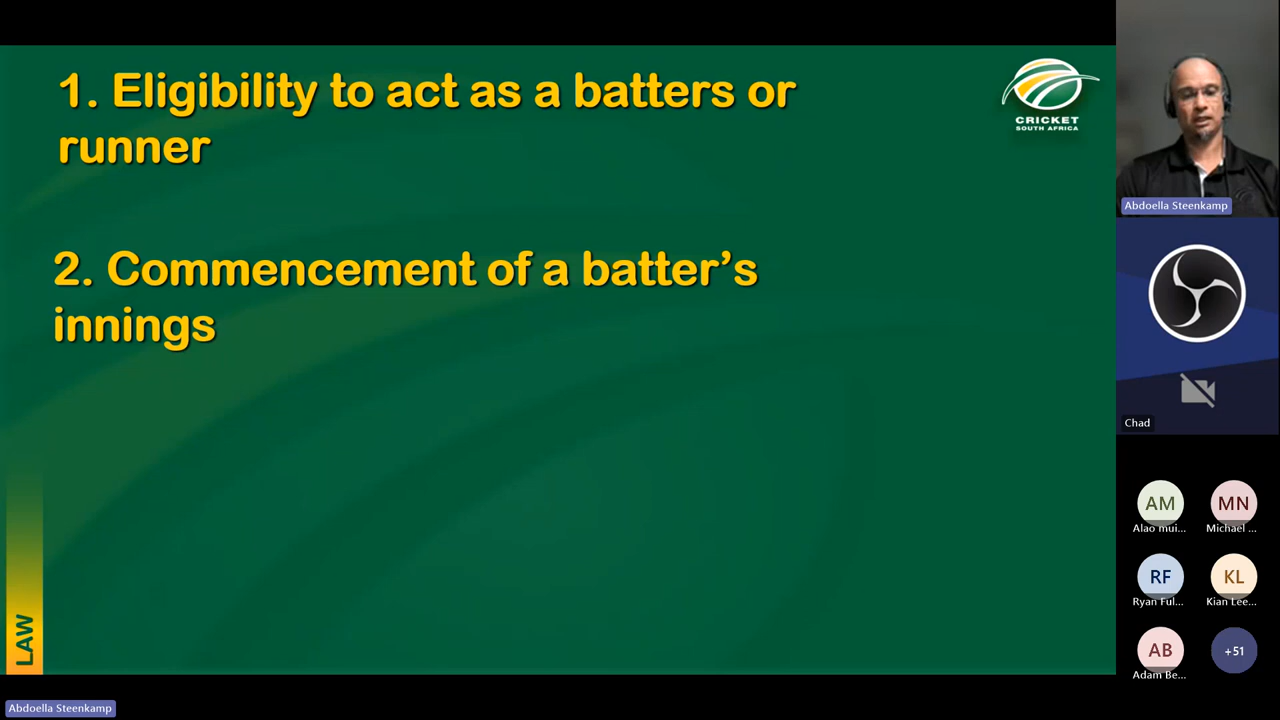 1. Eligibility to act as a batters or
runner
2. Commencement of a batter’s
innings
CRICKET
SOUTH AFRICA
LAW
Abdoella Steenkamp
Abdoella Steenkamp
Chad
AM
MN
Alao mui...
Michael ...
RF
KL
Ryan Ful...
Kian Lee...
AB
+51
Adam Be...